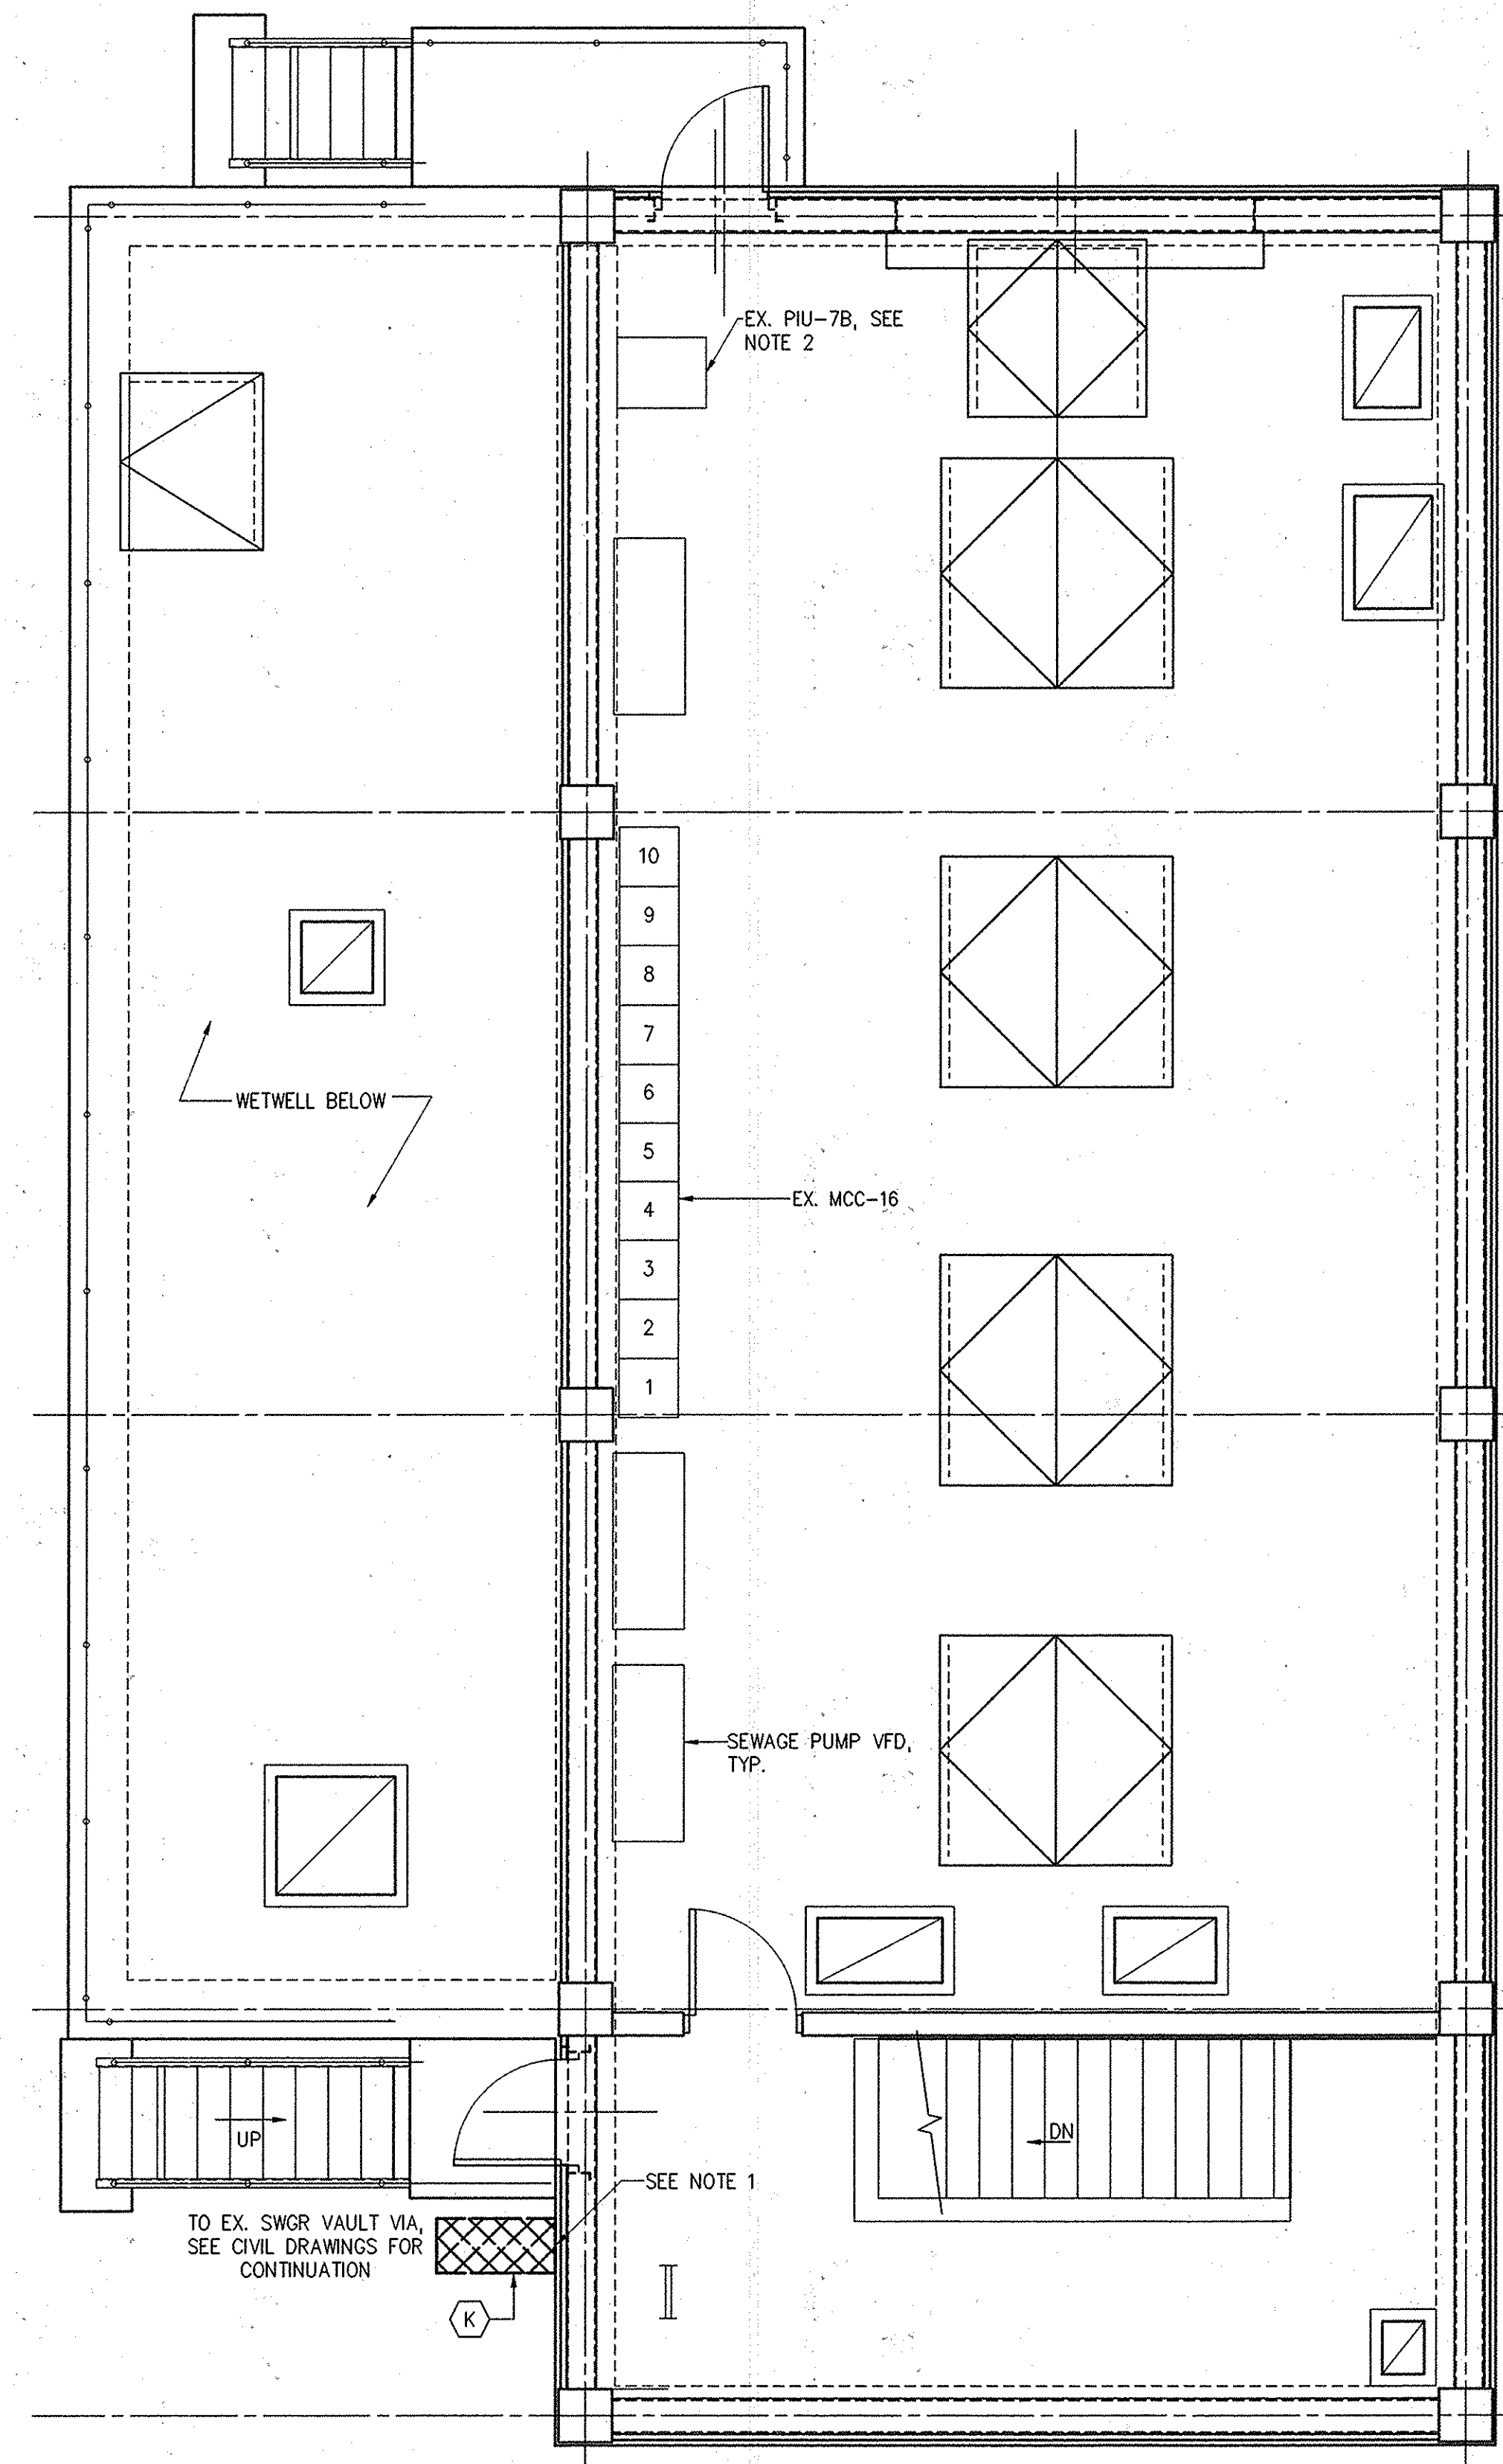 EX. PIU-7B, SEE
NOTE 2
10
9
8
7
6
5
4
3
2
1
WETWELL BELOW
EX. MCC-16
SEWAGE PUMP VFD,
TYP.
UP
DN
SEE NOTE 1
TO EX. SWGR VAULT VIA,
SEE CIVIL DRAWINGS FOR
CONTINUATION
K